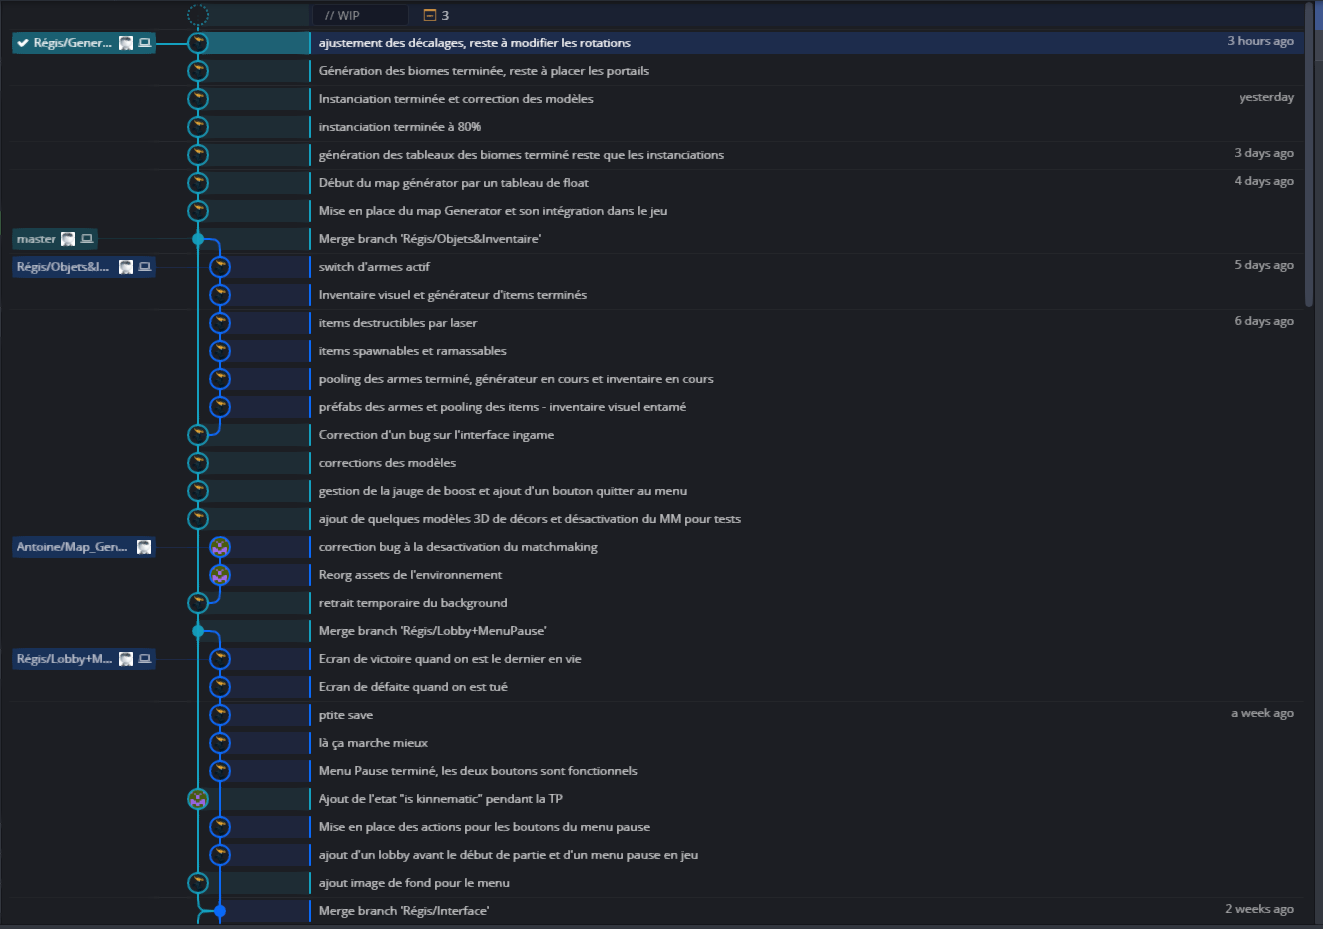 // WIP 3
Régis/Gener... ajustement des décalages, reste à modifier les rotations 3 hours ago
Génération des biomes terminée, reste à placer les portails
Instanciation terminée et correction des modèles yesterday
instanciation terminée à 80%
génération des tableaux des biomes terminé reste que les instanciations 3 days ago
Début du map générator par un tableau de float 4 days ago
Mise en place du map Generator et son intégration dans le jeu
master Merge branch 'Régis/Objets&Inventaire'
Régis/Objets&I... switch d'armes actif 5 days ago
Inventaire visuel et générateur d'items terminés
items destructibles par laser 6 days ago
items spawnables et ramassables
pooling des armes terminé, générateur en cours et inventaire en cours
préfabs des armes et pooling des items - inventaire visuel entamé
Correction d'un bug sur l'interface ingame
corrections des modèles
gestion de la jauge de boost et ajout d'un bouton quitter au menu
ajout de quelques modèles 3D de décors et désactivation du MM pour tests
Antoine/Map_Gen... correction bug à la desactivation du matchmaking
Reorg assets de l'environnement
retrait temporaire du background
Merge branch 'Régis/Lobby+MenuPause'
Régis/Lobby+M... Ecran de victoire quand on est le dernier en vie
Ecran de défaite quand on est tué
ptite save a week ago
là ça marche mieux
Menu Pause terminé, les deux boutons sont fonctionnels
Ajout de l'etat "is kinnematic" pendant la TP
Mise en place des actions pour les boutons du menu pause
ajout d'un lobby avant le début de partie et d'un menu pause en jeu
ajout image de fond pour le menu
Merge branch 'Régis/Interface' 2 weeks ago